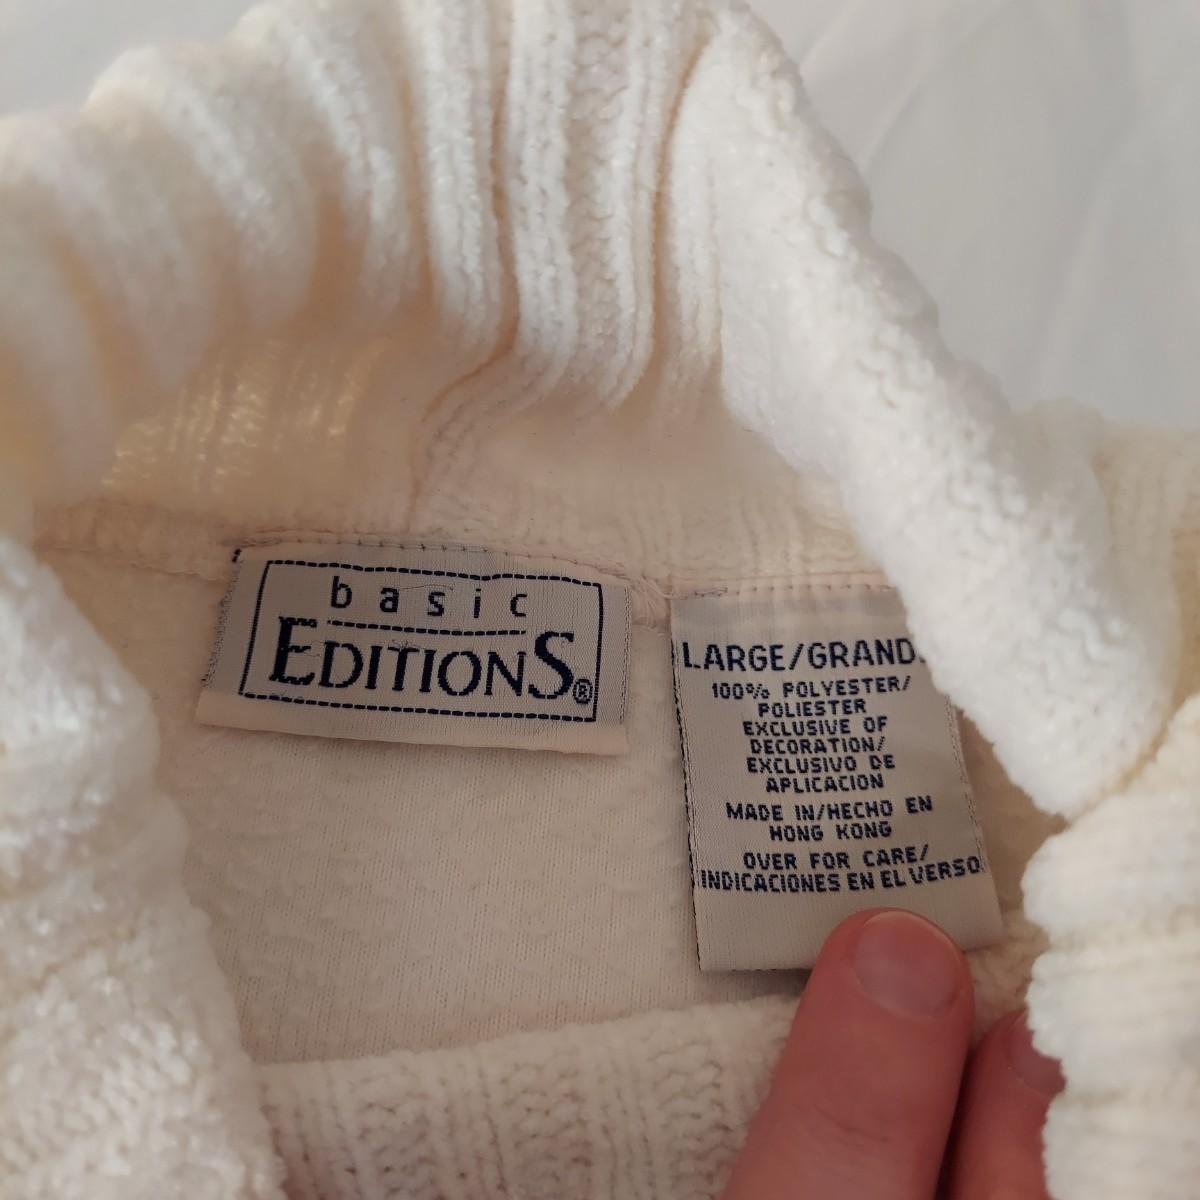 basic
EDITIONS®
LARGE/GRAND
100% POLYESTER/
POLIESTER
EXCLUSIVE OF
DECORATION/
EXCLUSIVO DE
APLICACION
MADE IN/HECHO EN
HONG KONG
OVER FOR CARE/
INDICACIONES EN EL VERSO